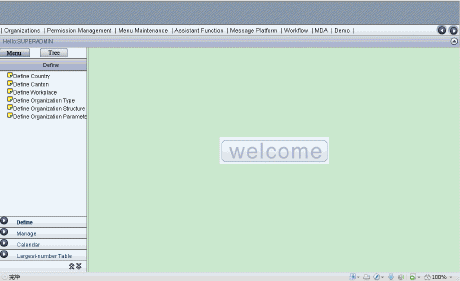 | Organizations | Permission Management | Menu Maintenance | Assistant Function | Message Platform | Workflow | MDA | Demo |
Hello:SUPERADMIN
Menu Tree
Define
Define Country
Define Canton
Define Workplace
Define Organization Type
Define Organization Structure
Define Organization Paramete
welcome
Define
Manage
Calendar
Largest-number Table
100%